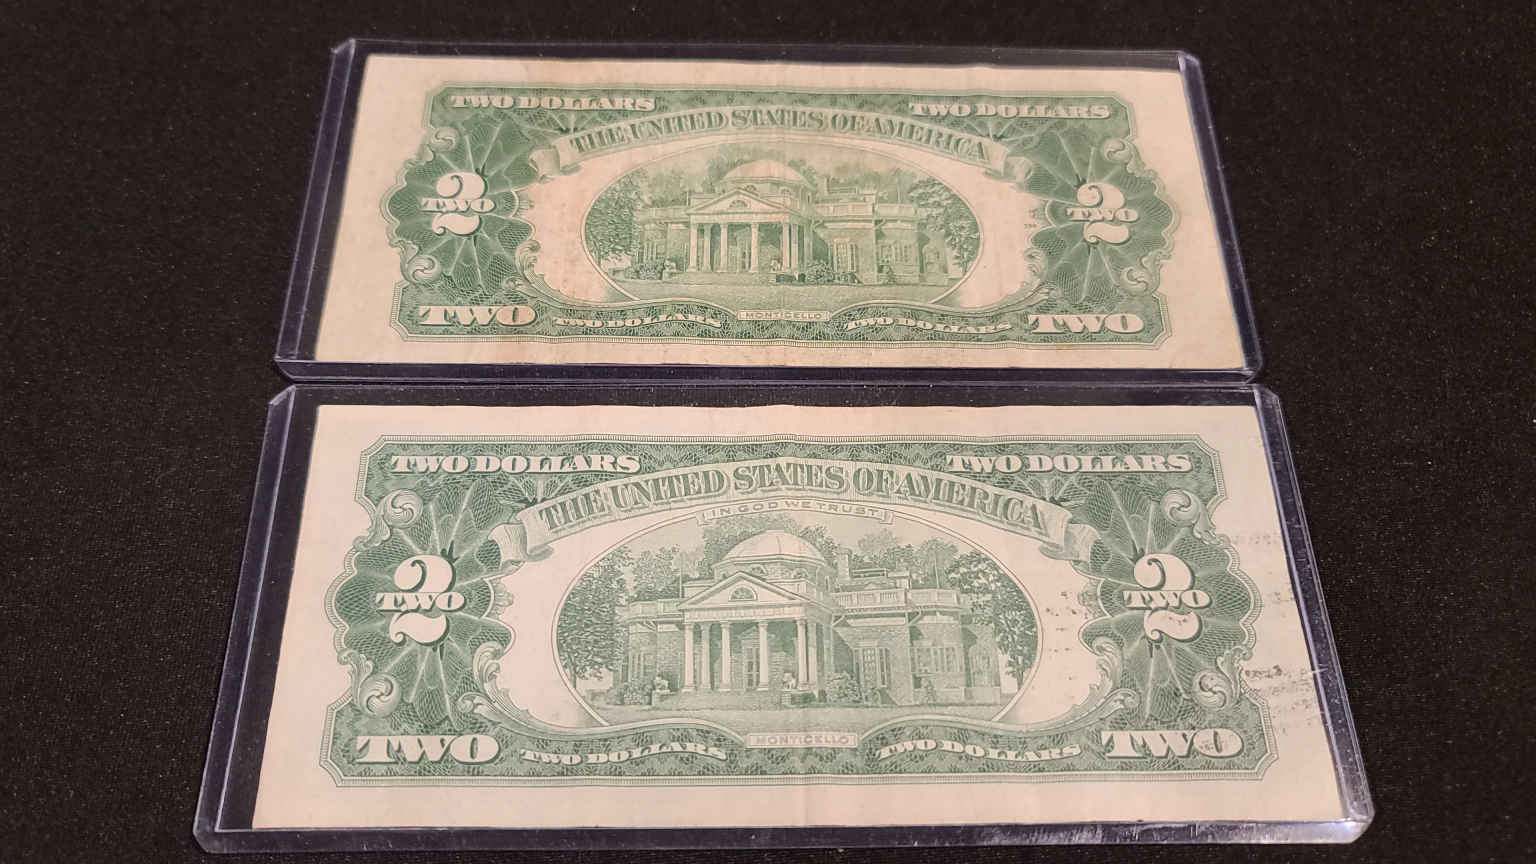 TWO DOLLARS TWO DOLLARS
THE UNITED STATES OF AMERICA
2 2
TWO TWO
TWO TWO DOLLARS MONTICELLO TWO DOLLARS TWO
TWO DOLLARS TWO DOLLARS
THE UNITED STATES OF AMERICA
IN GOD WE TRUST
2 2
TWO TWO
TWO TWO DOLLARS MONTICELLO TWO DOLLARS TWO